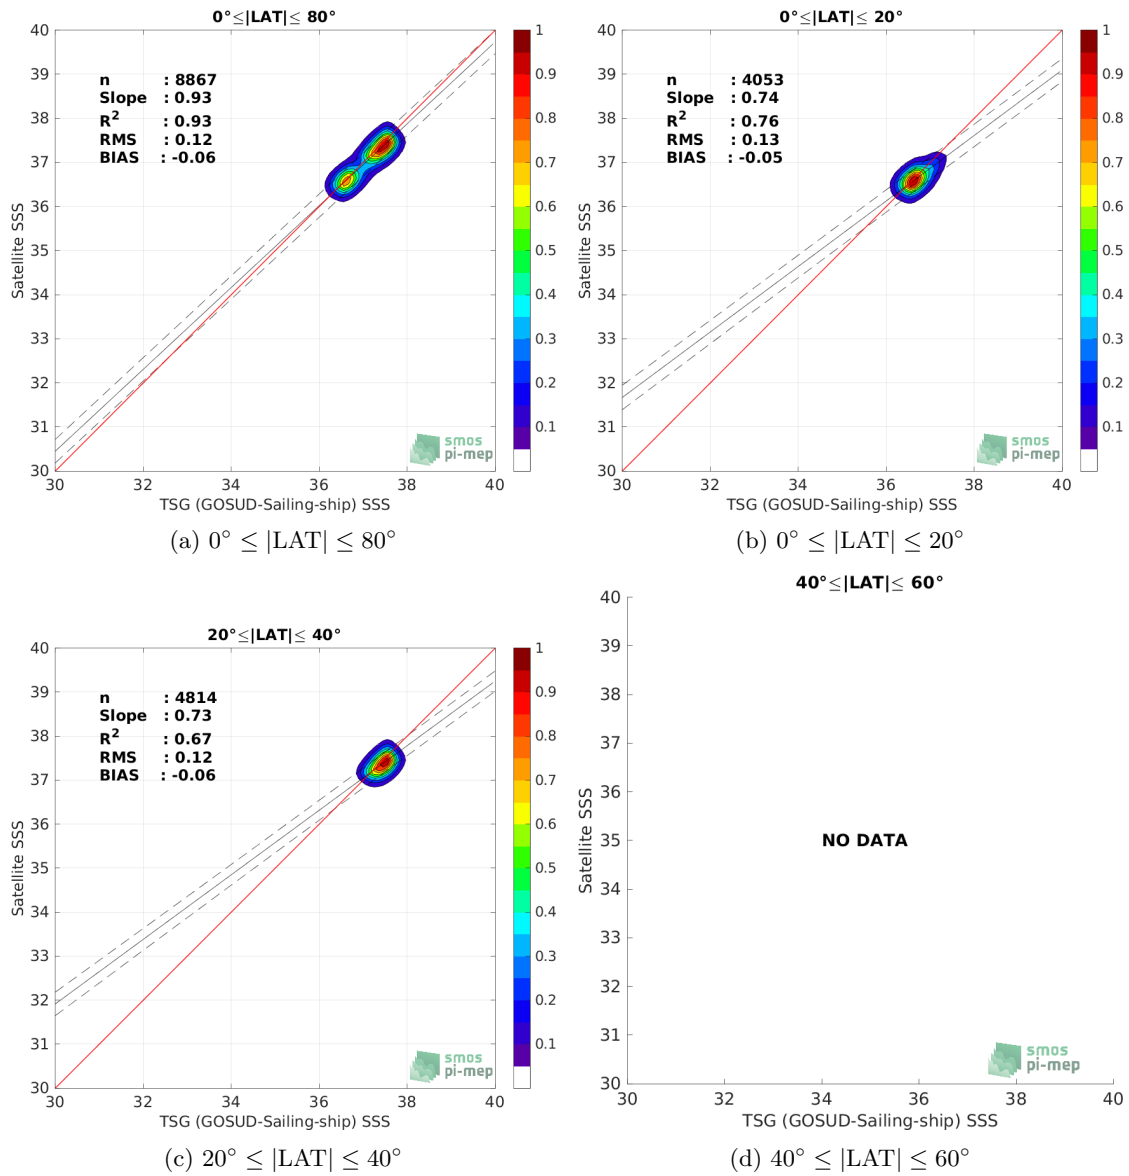 0°≤|LAT|≤ 80°
40
39
38
37
36
35
34
33
32
31
30
Satellite SSS
n : 8867
Slope : 0.93
R² : 0.93
RMS : 0.12
BIAS : -0.06
1
0.9
0.8
0.7
0.6
0.5
0.4
0.3
0.2
0.1
smos
pi-mep
30 32 34 36 38 40
TSG (GOSUD-Sailing-ship) SSS
(a) 0° ≤ |LAT| ≤ 80°
0°≤|LAT|≤ 20°
40
39
38
37
36
35
34
33
32
31
30
Satellite SSS
n : 4053
Slope : 0.74
R² : 0.76
RMS : 0.13
BIAS : -0.05
1
0.9
0.8
0.7
0.6
0.5
0.4
0.3
0.2
0.1
smos
pi-mep
30 32 34 36 38 40
TSG (GOSUD-Sailing-ship) SSS
(b) 0° ≤ |LAT| ≤ 20°
20°≤|LAT|≤ 40°
40
39
38
37
36
35
34
33
32
31
30
Satellite SSS
n : 4814
Slope : 0.73
R² : 0.67
RMS : 0.12
BIAS : -0.06
1
0.9
0.8
0.7
0.6
0.5
0.4
0.3
0.2
0.1
smos
pi-mep
30 32 34 36 38 40
TSG (GOSUD-Sailing-ship) SSS
(c) 20° ≤ |LAT| ≤ 40°
40°≤|LAT|≤ 60°
40
39
38
37
36
35
34
33
32
31
30
Satellite SSS
NO DATA
smos
pi-mep
30 32 34 36 38 40
TSG (GOSUD-Sailing-ship) SSS
(d) 40° ≤ |LAT| ≤ 60°